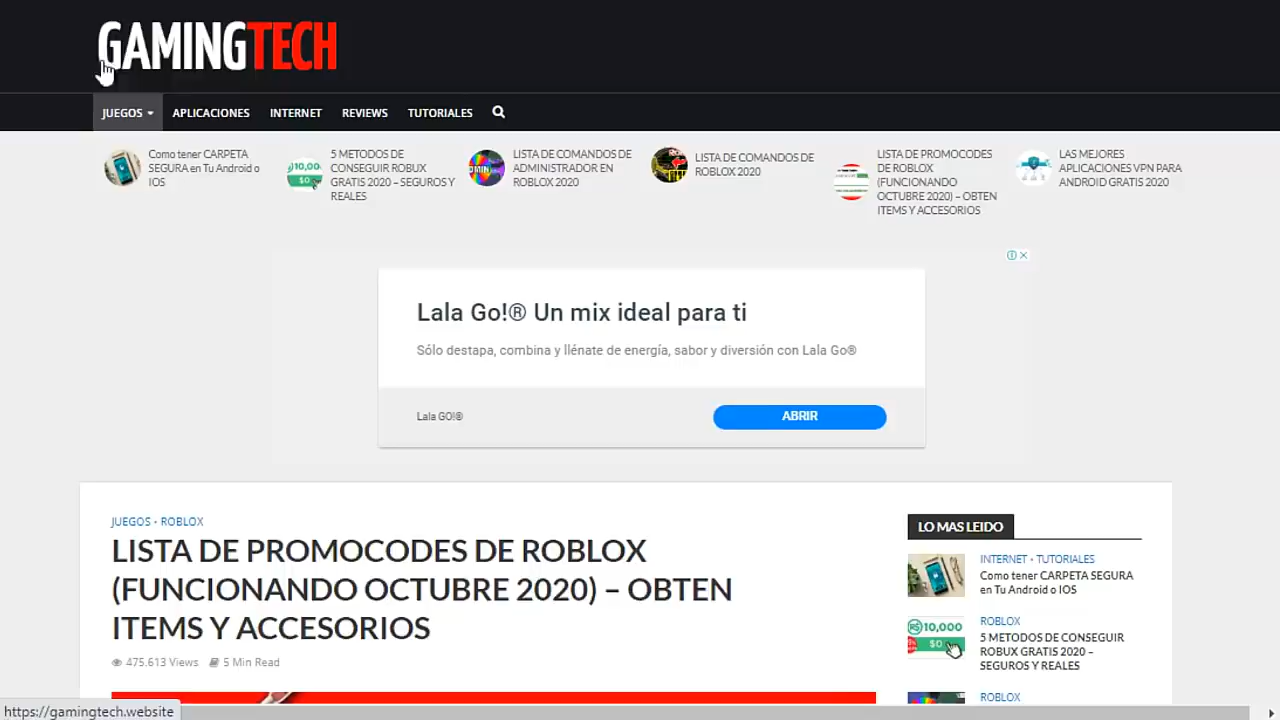 GAMINGTECH
JUEGOS APLICACIONES INTERNET REVIEWS TUTORIALES
Como tener CARPETA
SEGURA en Tu Android o
IOS
5 METODOS DE
CONSEGUIR ROBUX
GRATIS 2020 – SEGUROS Y
REALES
LISTA DE COMANDOS DE
ADMINISTRADOR EN
ROBLOX 2020
LISTA DE COMANDOS DE
ROBLOX 2020
LISTA DE PROMOCODES
DE ROBLOX
(FUNCIONANDO
OCTUBRE 2020) – OBTEN
ITEMS Y ACCESORIOS
LAS MEJORES
APLICACIONES VPN PARA
ANDROID GRATIS 2020
Lala Go!® Un mix ideal para ti
Sólo destapa, combina y llénate de energía, sabor y diversión con Lala Go®
Lala GO!®
ABRIR
JUEGOS • ROBLOX
LISTA DE PROMOCODES DE ROBLOX
(FUNCIONANDO OCTUBRE 2020) – OBTEN
ITEMS Y ACCESORIOS
475.613 Views 5 Min Read
LO MAS LEIDO
INTERNET • TUTORIALES
Como tener CARPETA SEGURA
en Tu Android o IOS
10,000
$0
ROBLOX
5 METODOS DE CONSEGUIR
ROBUX GRATIS 2020 –
SEGUROS Y REALES
ROBLOX
https://gamingtech.website